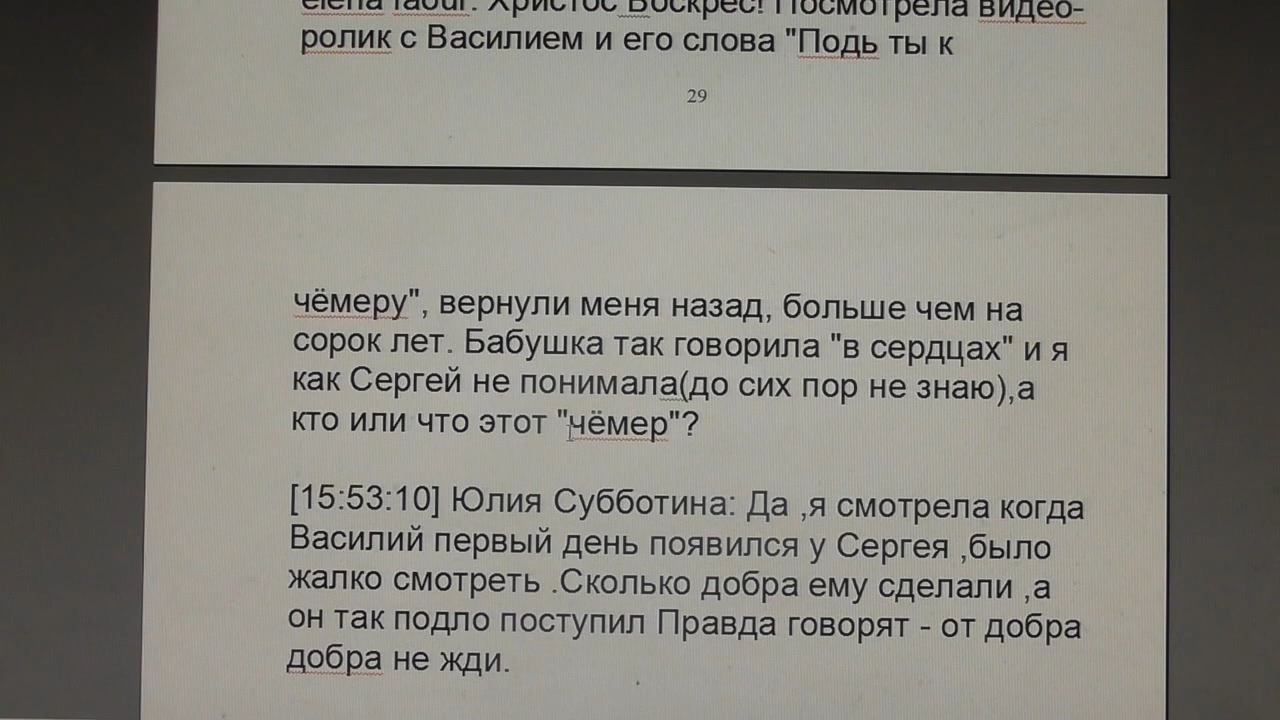 elena faour: Христос Воскрес! Посмотрела видео-
ролик с Василием и его слова "Подь ты к
29
чёмеру", вернули меня назад, больше чем на
сорок лет. Бабушка так говорила "в сердцах" и я
как Сергей не понимала(до сих пор не знаю),а
кто или что этот "чёмер"?
[15:53:10] Юлия Субботина: Да ,я смотрела когда
Василий первый день появился у Сергея ,было
жалко смотреть .Сколько добра ему сделали ,а
он так подло поступил Правда говорят - от добра
добра не жди.